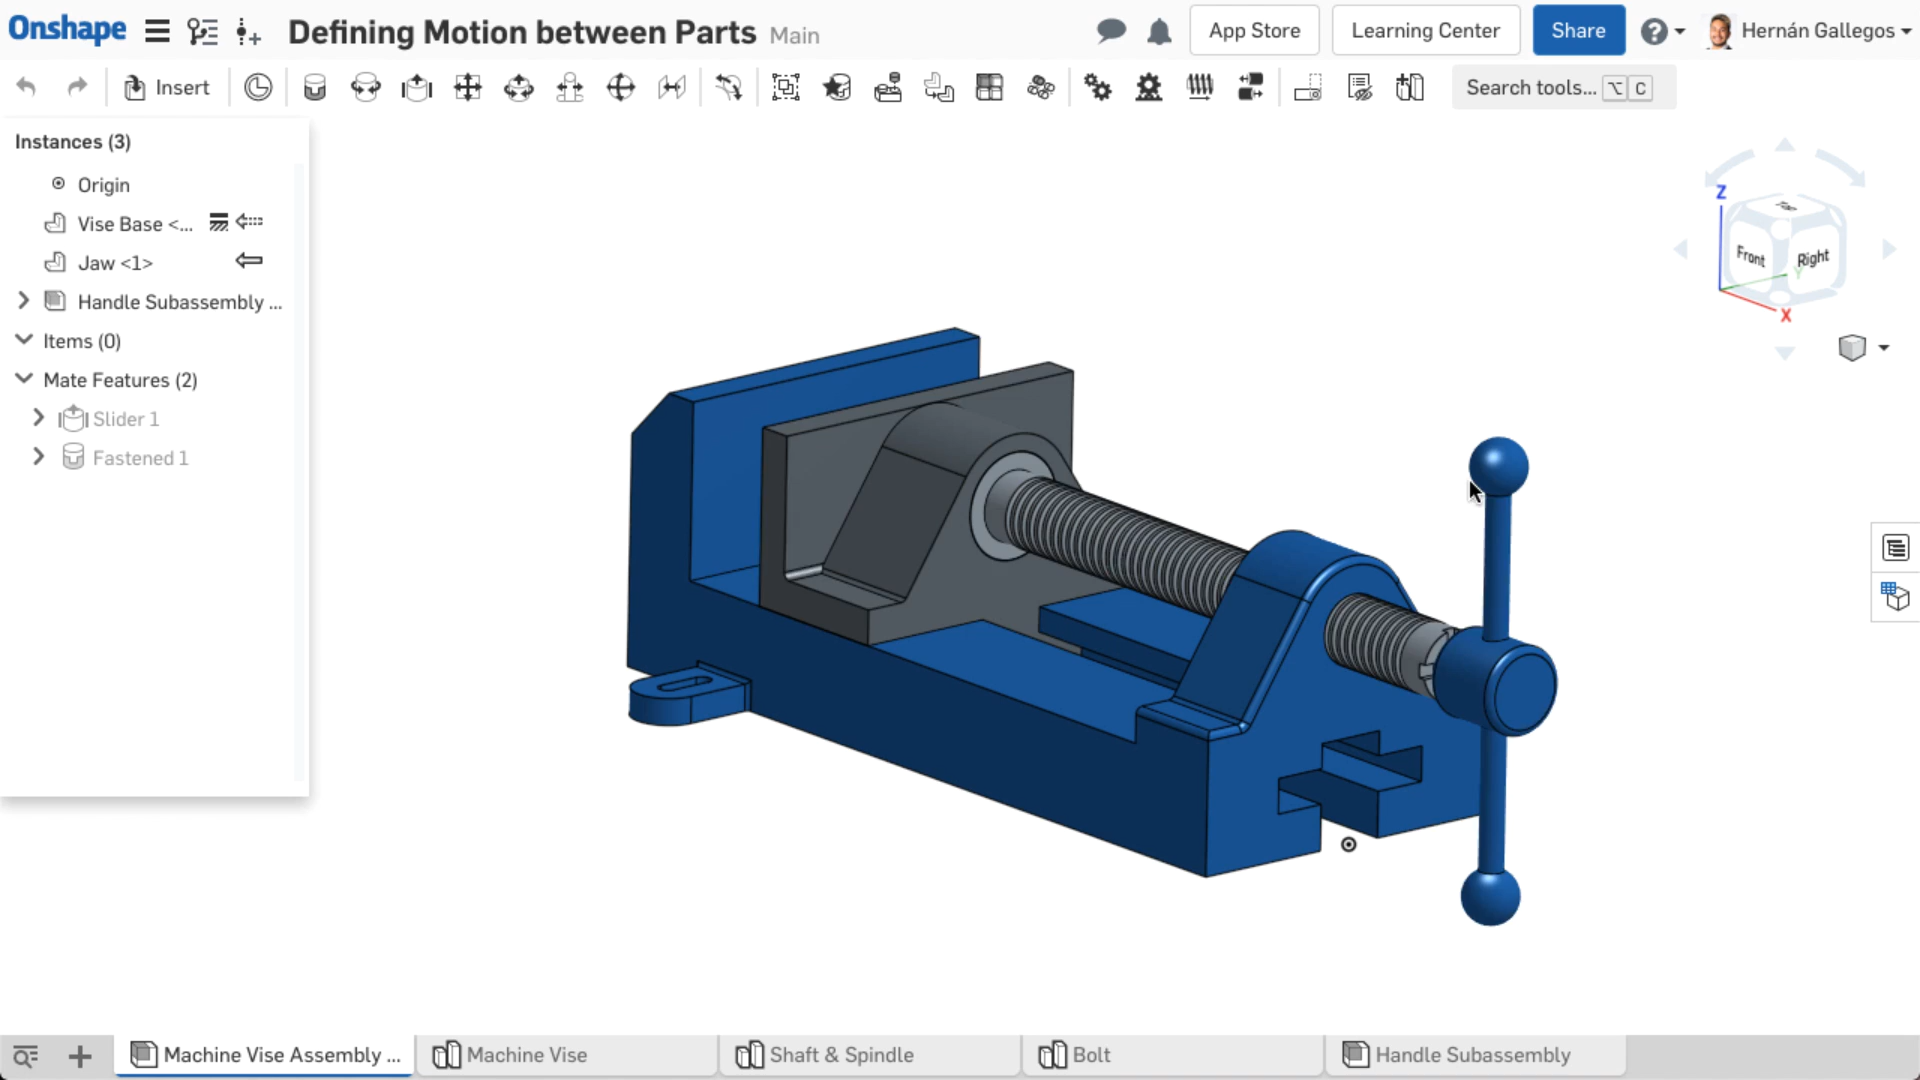 Onshape
Defining Motion between Parts Main
App Store
Learning Center
Share
Hernán Gallegos
Insert
Search tools... ⌥ C
Instances (3)
Origin
Vise Base <...
Jaw <1>
Handle Subassembly ...
Items (0)
Mate Features (2)
Slider 1
Fastened 1
Z
Top
Front
Right
Y
X
Machine Vise Assembly ...
Machine Vise
Shaft & Spindle
Bolt
Handle Subassembly